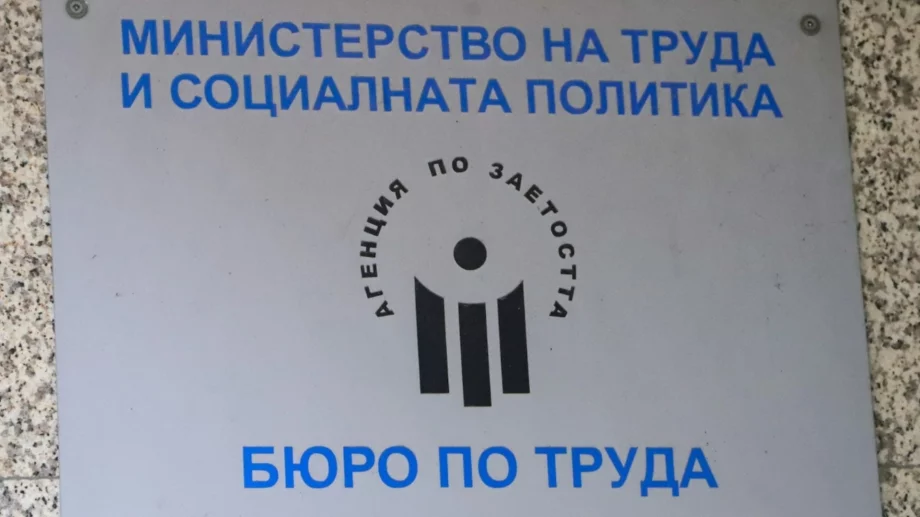 МИНИСТЕРСТВО НА ТРУДА
И СОЦИАЛНАТА ПОЛИТИКА
АГЕНЦИЯ ПО ЗАЕТОСТТА
БЮРО ПО ТРУДА